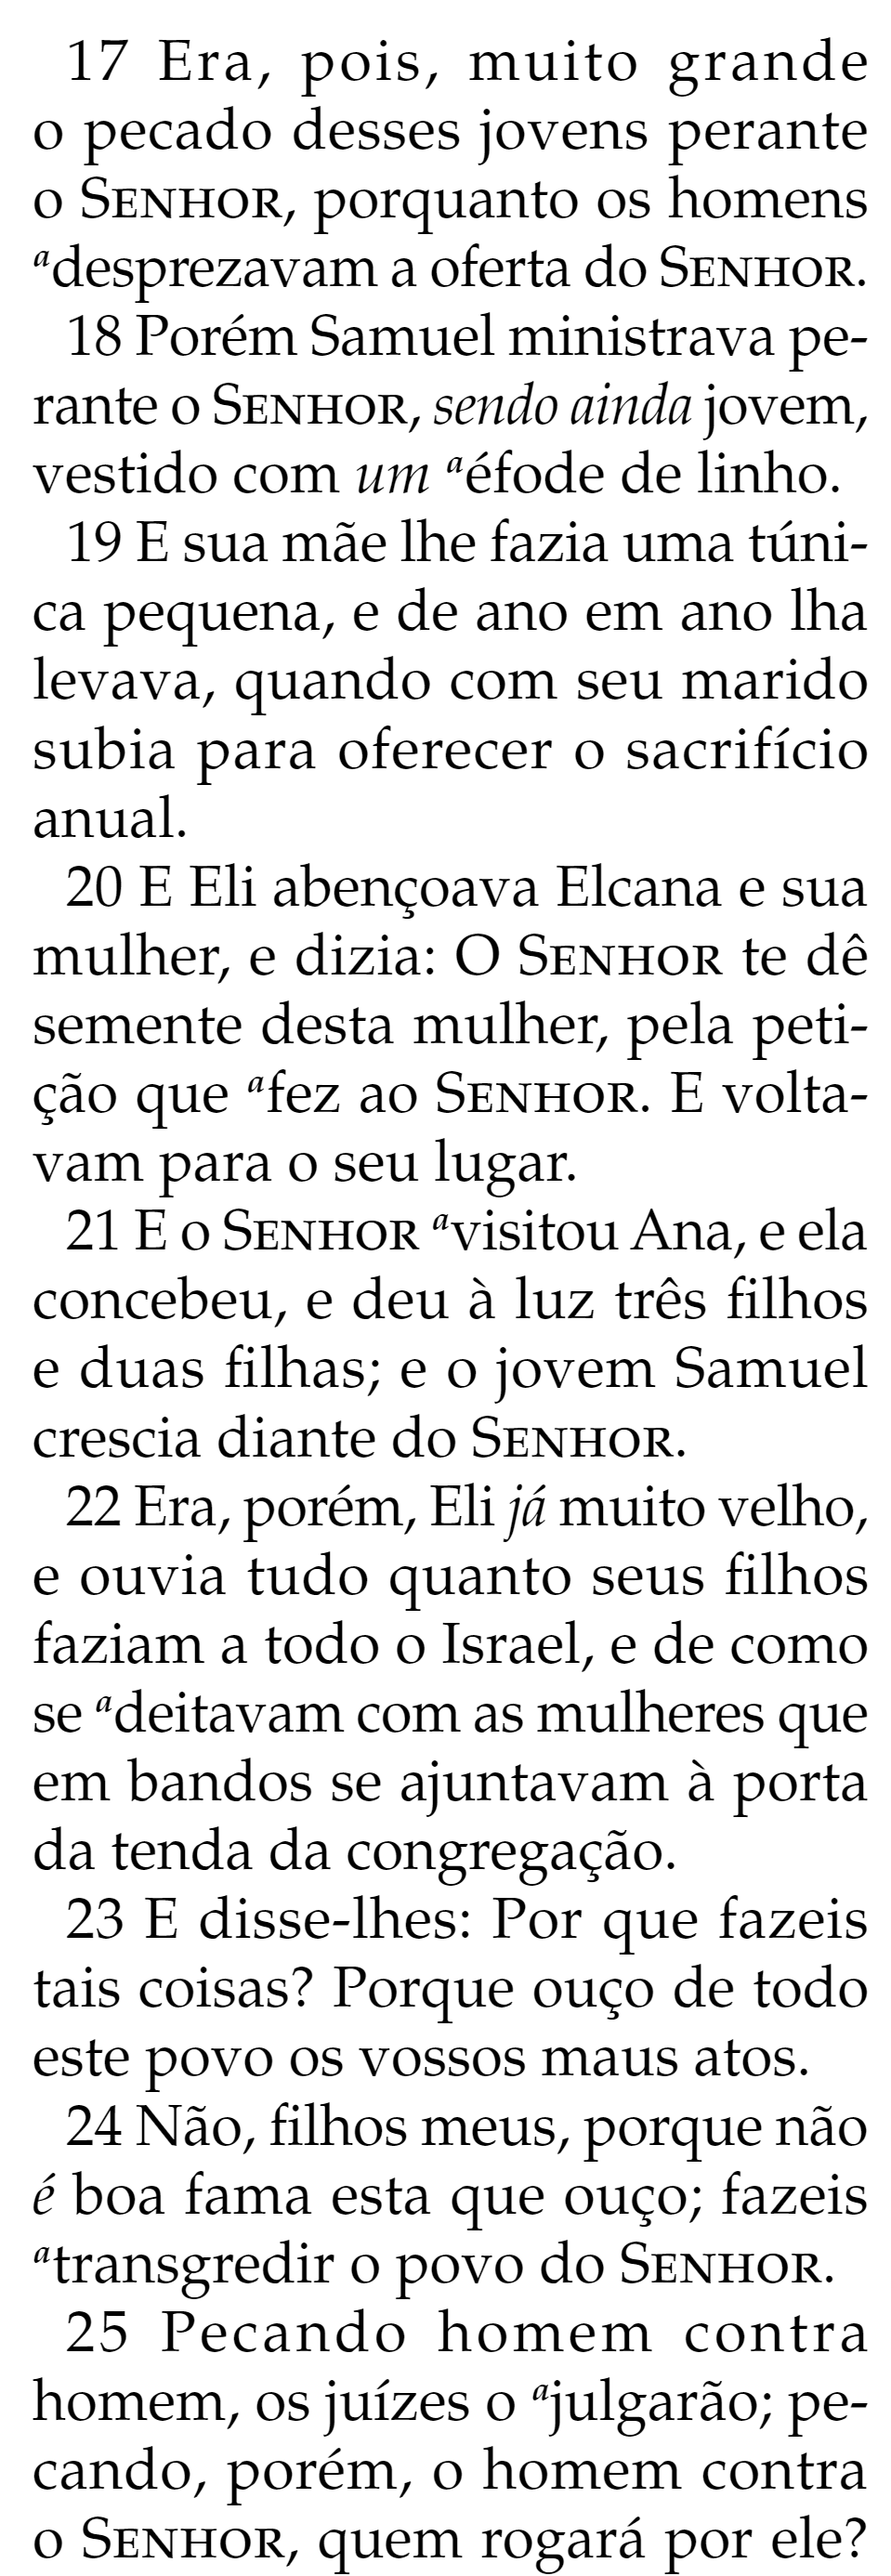 17 Era, pois, muito grande
o pecado desses jovens perante
o SENHOR, porquanto os homens
ᵃdesprezavam a oferta do SENHOR.
18 Porém Samuel ministrava pe-
rante o SENHOR, sendo ainda jovem,
vestido com um ᵃéfode de linho.
19 E sua mãe lhe fazia uma túni-
ca pequena, e de ano em ano lha
levava, quando com seu marido
subia para oferecer o sacrifício
anual.
20 E Eli abençoava Elcana e sua
mulher, e dizia: O SENHOR te dê
semente desta mulher, pela peti-
ção que ᵃfez ao SENHOR. E volta-
vam para o seu lugar.
21 E o SENHOR ᵃvisitou Ana, e ela
concebeu, e deu à luz três filhos
e duas filhas; e o jovem Samuel
crescia diante do SENHOR.
22 Era, porém, Eli já muito velho,
e ouvia tudo quanto seus filhos
faziam a todo o Israel, e de como
se ᵃdeitavam com as mulheres que
em bandos se ajuntavam à porta
da tenda da congregação.
23 E disse-lhes: Por que fazeis
tais coisas? Porque ouço de todo
este povo os vossos maus atos.
24 Não, filhos meus, porque não
é boa fama esta que ouço; fazeis
ᵃtransgredir o povo do SENHOR.
25 Pecando homem contra
homem, os juízes o ᵃjulgarão; pe-
cando, porém, o homem contra
o SENHOR, quem rogará por ele?